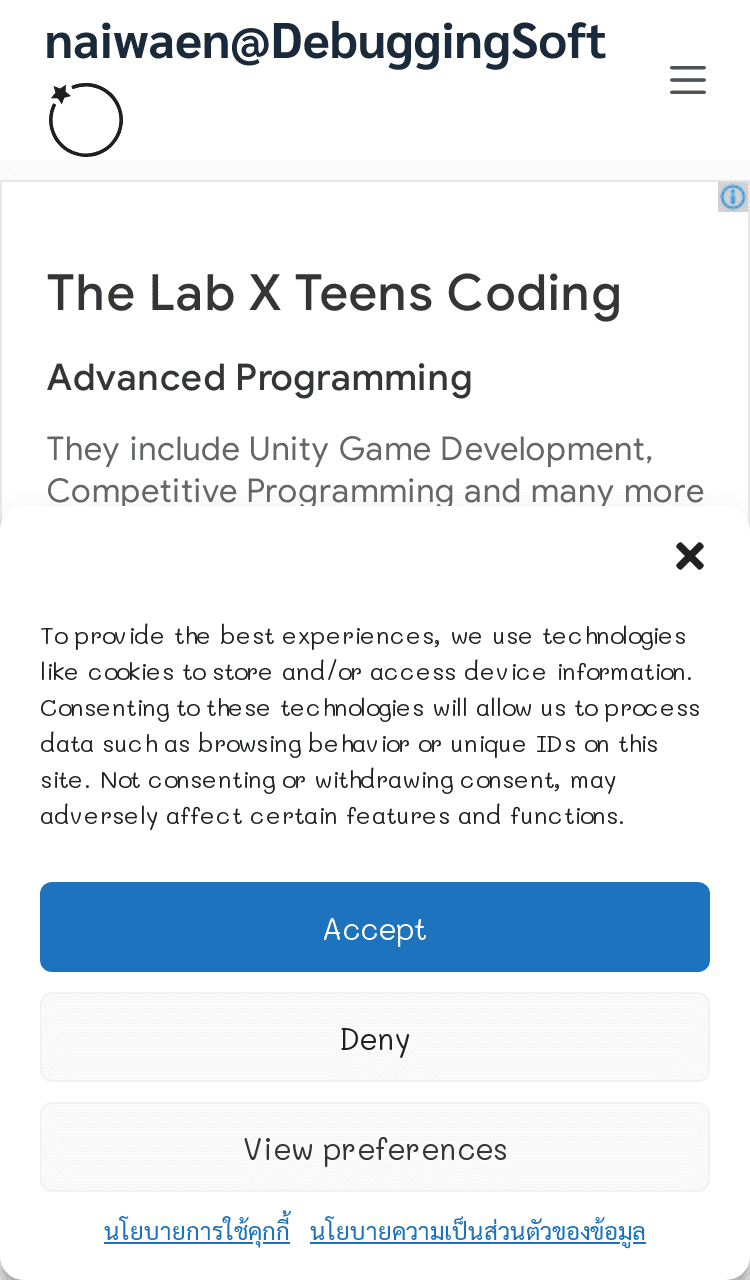 naiwaen@DebuggingSoft
The Lab X Teens Coding
Advanced Programming
They include Unity Game Development,
Competitive Programming and many more
To provide the best experiences, we use technologies
like cookies to store and/or access device information.
Consenting to these technologies will allow us to process
data such as browsing behavior or unique IDs on this
site. Not consenting or withdrawing consent, may
adversely affect certain features and functions.
Accept
Deny
View preferences
นโยบายการใช้คุกกี้ นโยบายความเป็นส่วนตัวของข้อมูล